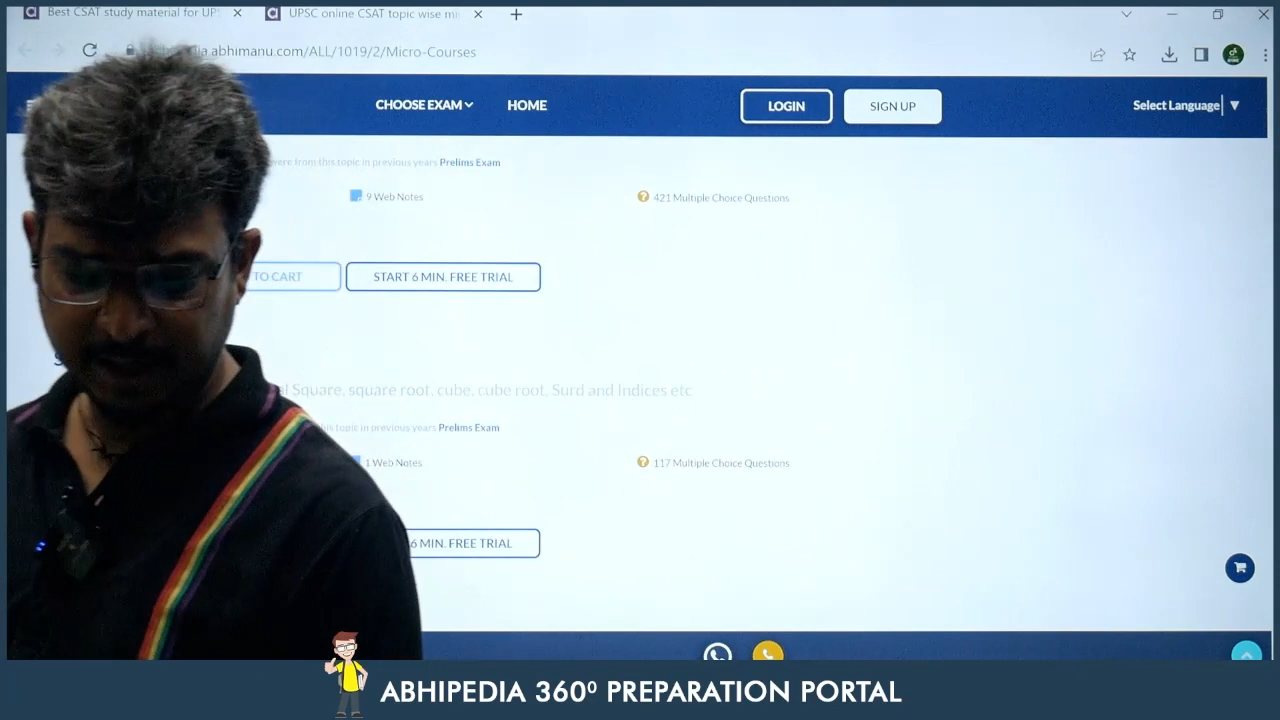 Best CSAT study material for UPS
UPSC online CSAT topic wise mi
abhimanu.com/ALL/1019/2/Micro-Courses
CHOOSE EXAM
HOME
LOGIN
SIGN UP
Select Language
were from this topic in previous years Prelims Exam
9 Web Notes
421 Multiple Choice Questions
TO CART
START 6 MIN. FREE TRIAL
Square, square root, cube, cube root, Surd and Indices etc
this topic in previous years Prelims Exam
1 Web Notes
117 Multiple Choice Questions
6 MIN. FREE TRIAL
ABHIPEDIA 360⁰ PREPARATION PORTAL